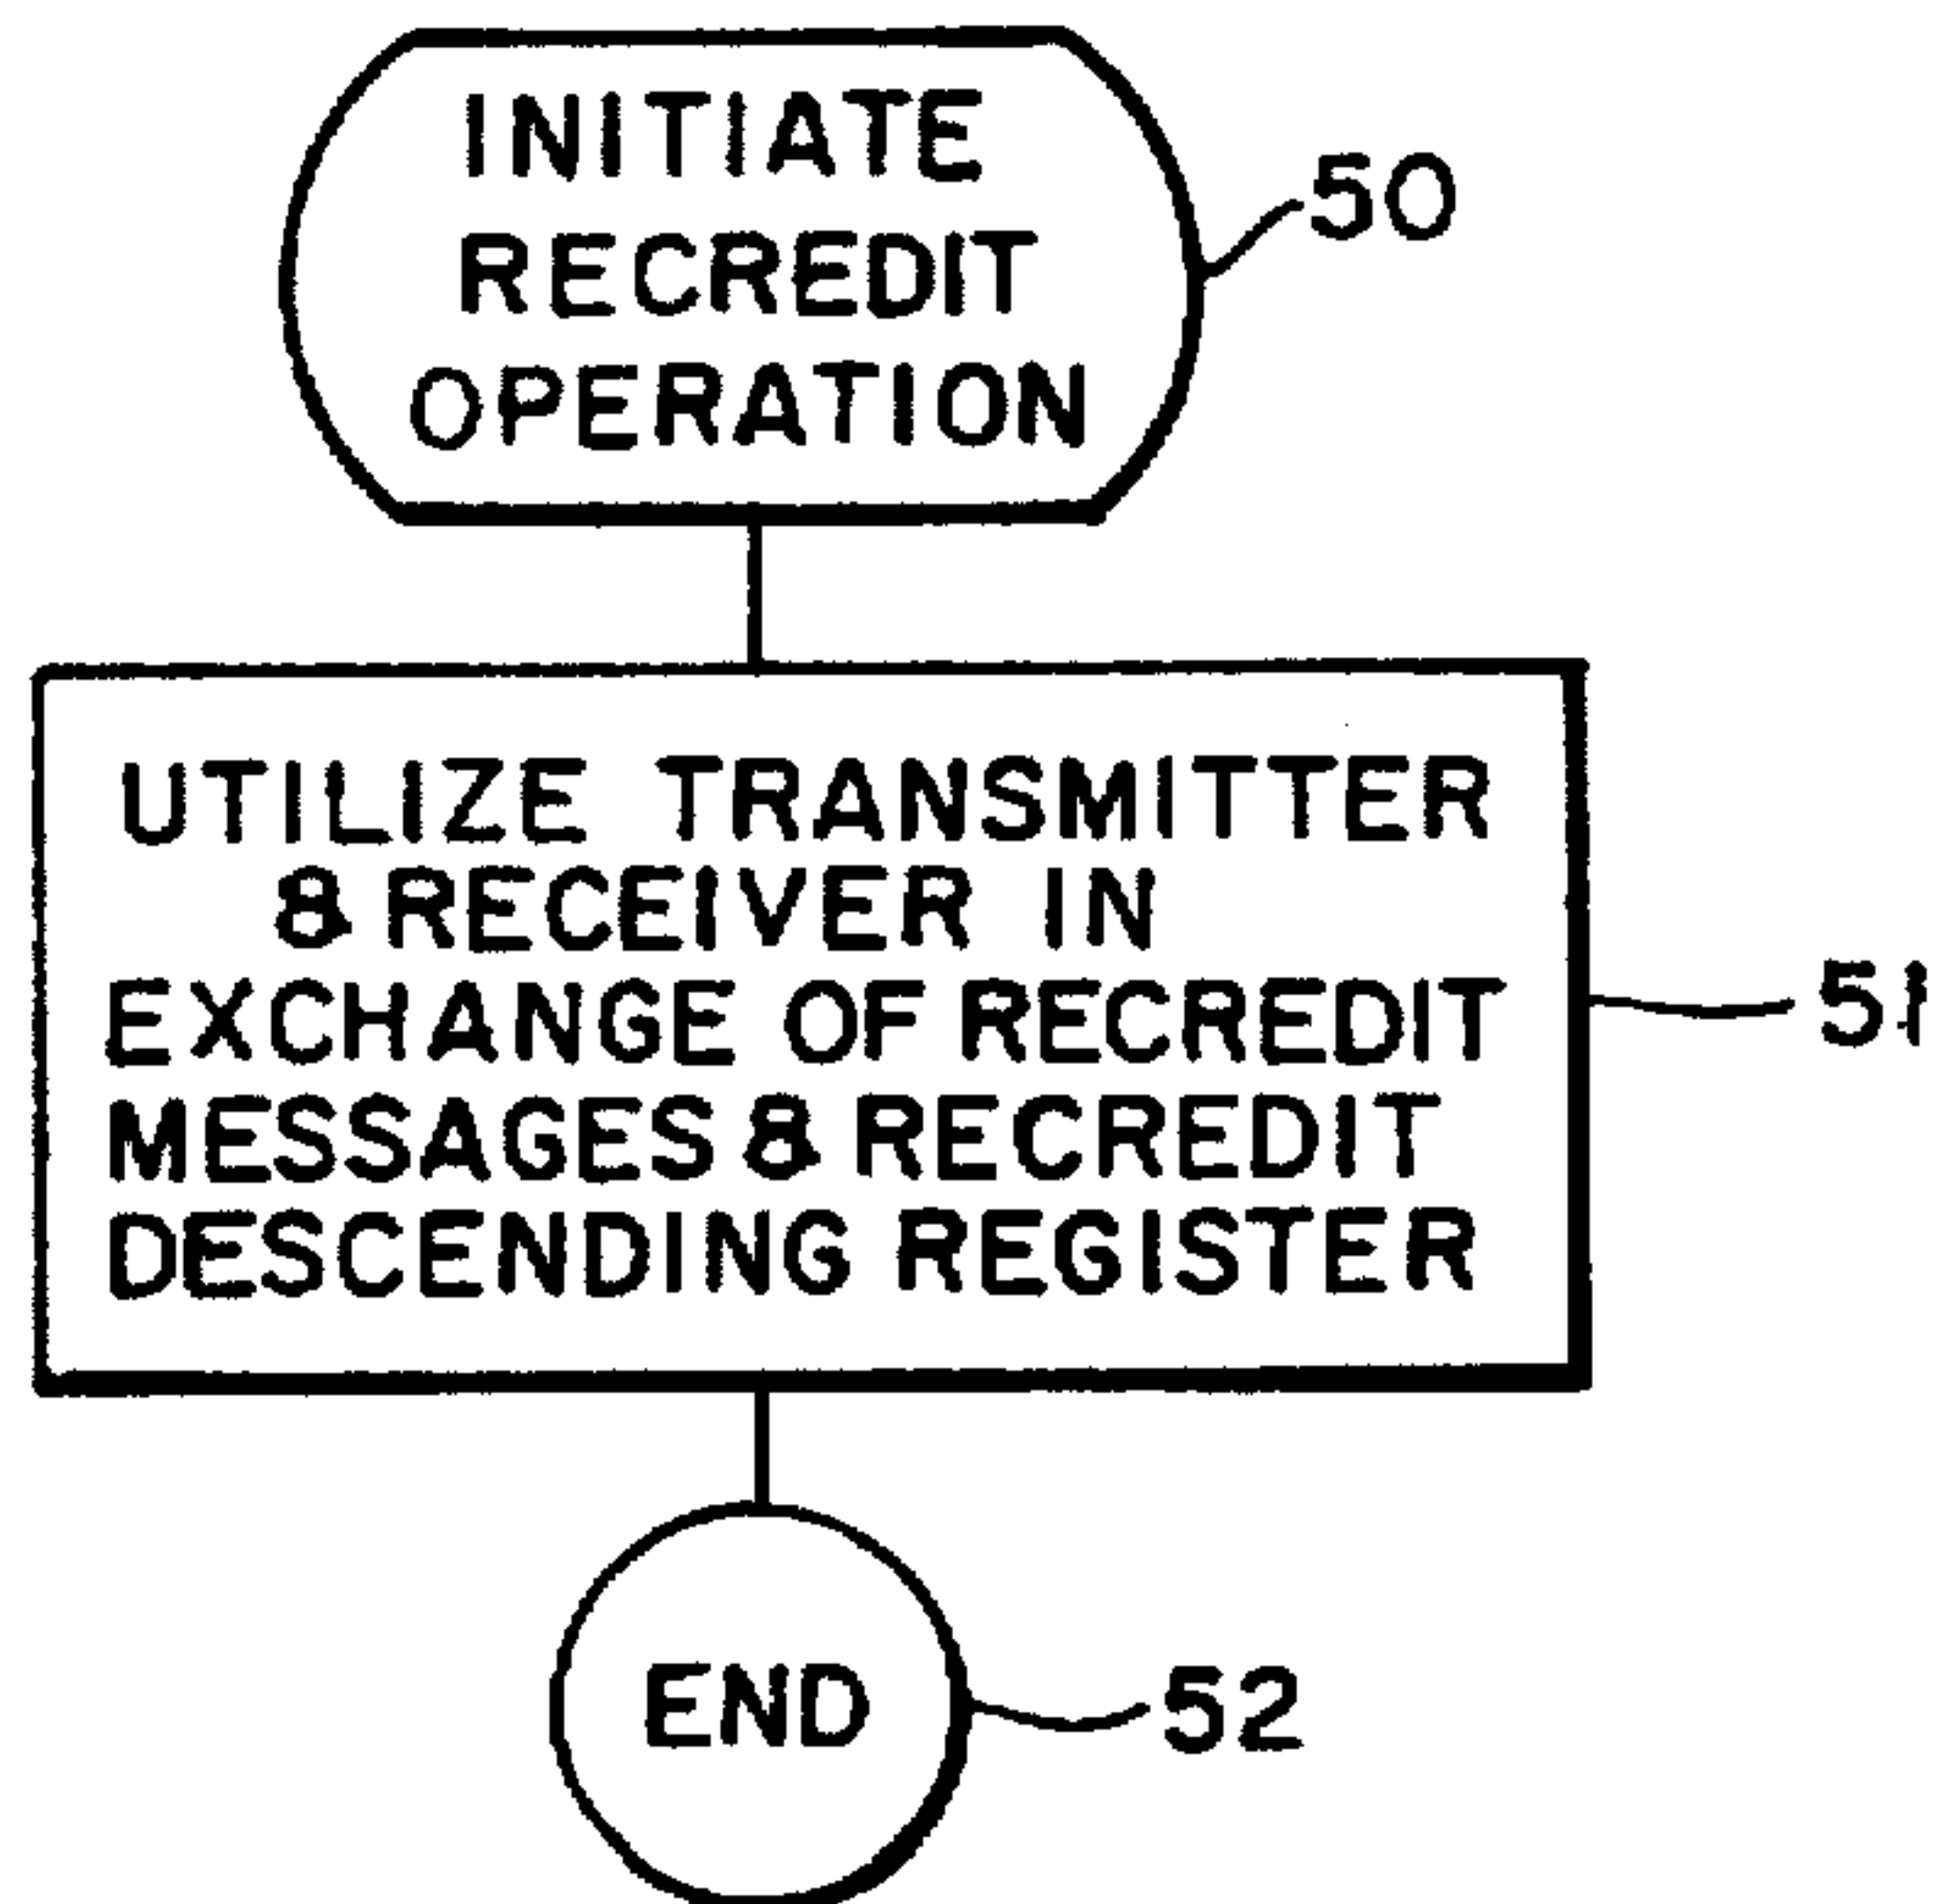 INITIATE
RECREDIT
OPERATION
50
UTILIZE TRANSMITTER
& RECEIVER IN
EXCHANGE OF RECREDIT
MESSAGES & RECREDIT
DESCENDING REGISTER
51
END
52